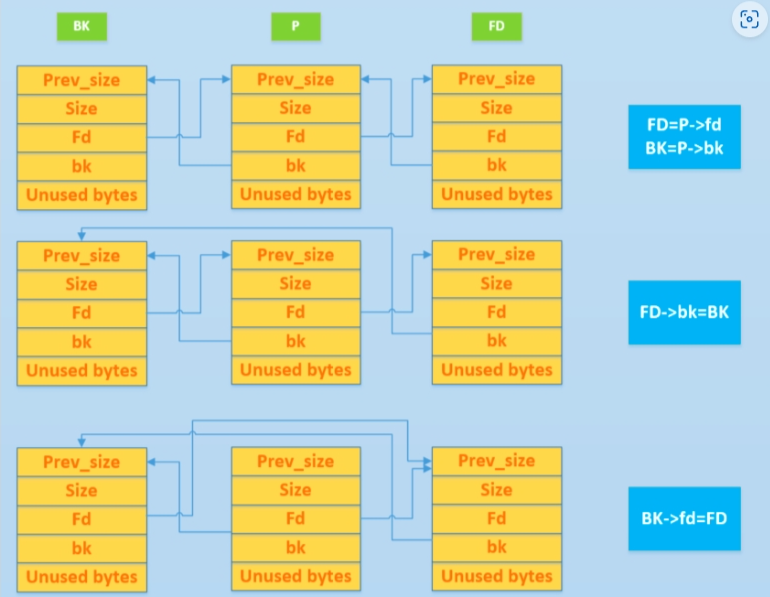 BK
P
FD
Prev_size
Size
Fd
bk
Unused bytes
Prev_size
Size
Fd
bk
Unused bytes
Prev_size
Size
Fd
bk
Unused bytes
FD=P->fd
BK=P->bk
Prev_size
Size
Fd
bk
Unused bytes
Prev_size
Size
Fd
bk
Unused bytes
Prev_size
Size
Fd
bk
Unused bytes
FD->bk=BK
Prev_size
Size
Fd
bk
Unused bytes
Prev_size
Size
Fd
bk
Unused bytes
Prev_size
Size
Fd
bk
Unused bytes
BK->fd=FD